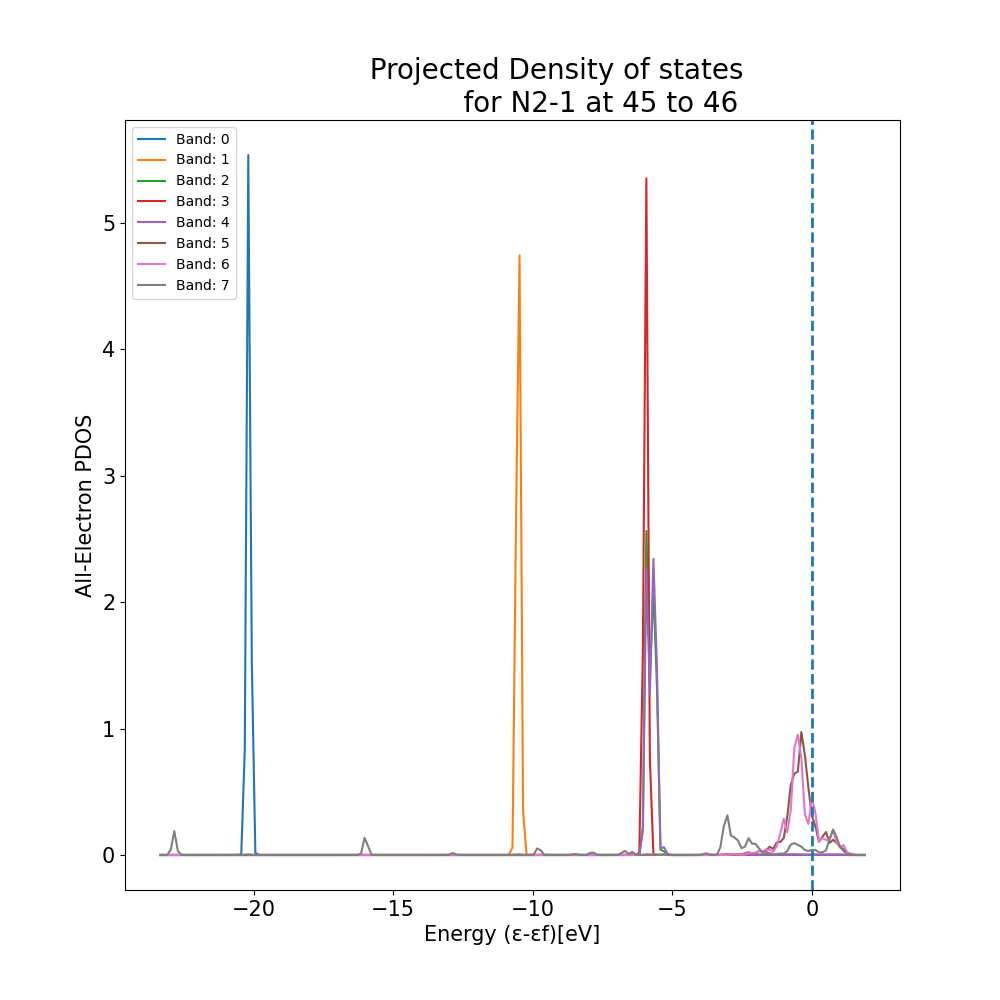 Projected Density of states
for N2-1 at 45 to 46
Band: 0
Band: 1
Band: 2
Band: 3
Band: 4
Band: 5
Band: 6
Band: 7
5
4
3
2
1
0
All-Electron PDOS
−20
−15
−10
−5
0
Energy (ε-εf)[eV]